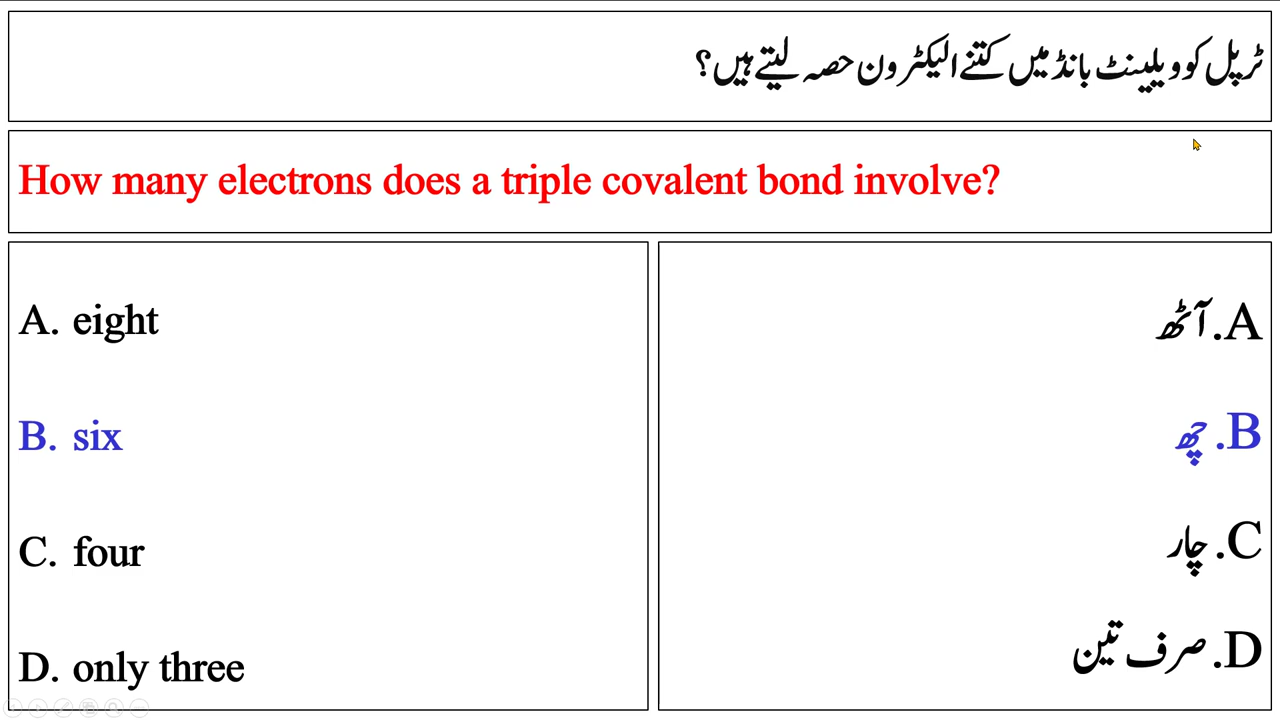 ٹرپل کوویلینٹ بانڈ میں کتنے الیکٹرون حصہ لیتے ہیں؟
How many electrons does a triple covalent bond involve?
A. eight
B. six
C. four
D. only three
A. آٹھ
B. چھ
C. چار
D. صرف تین